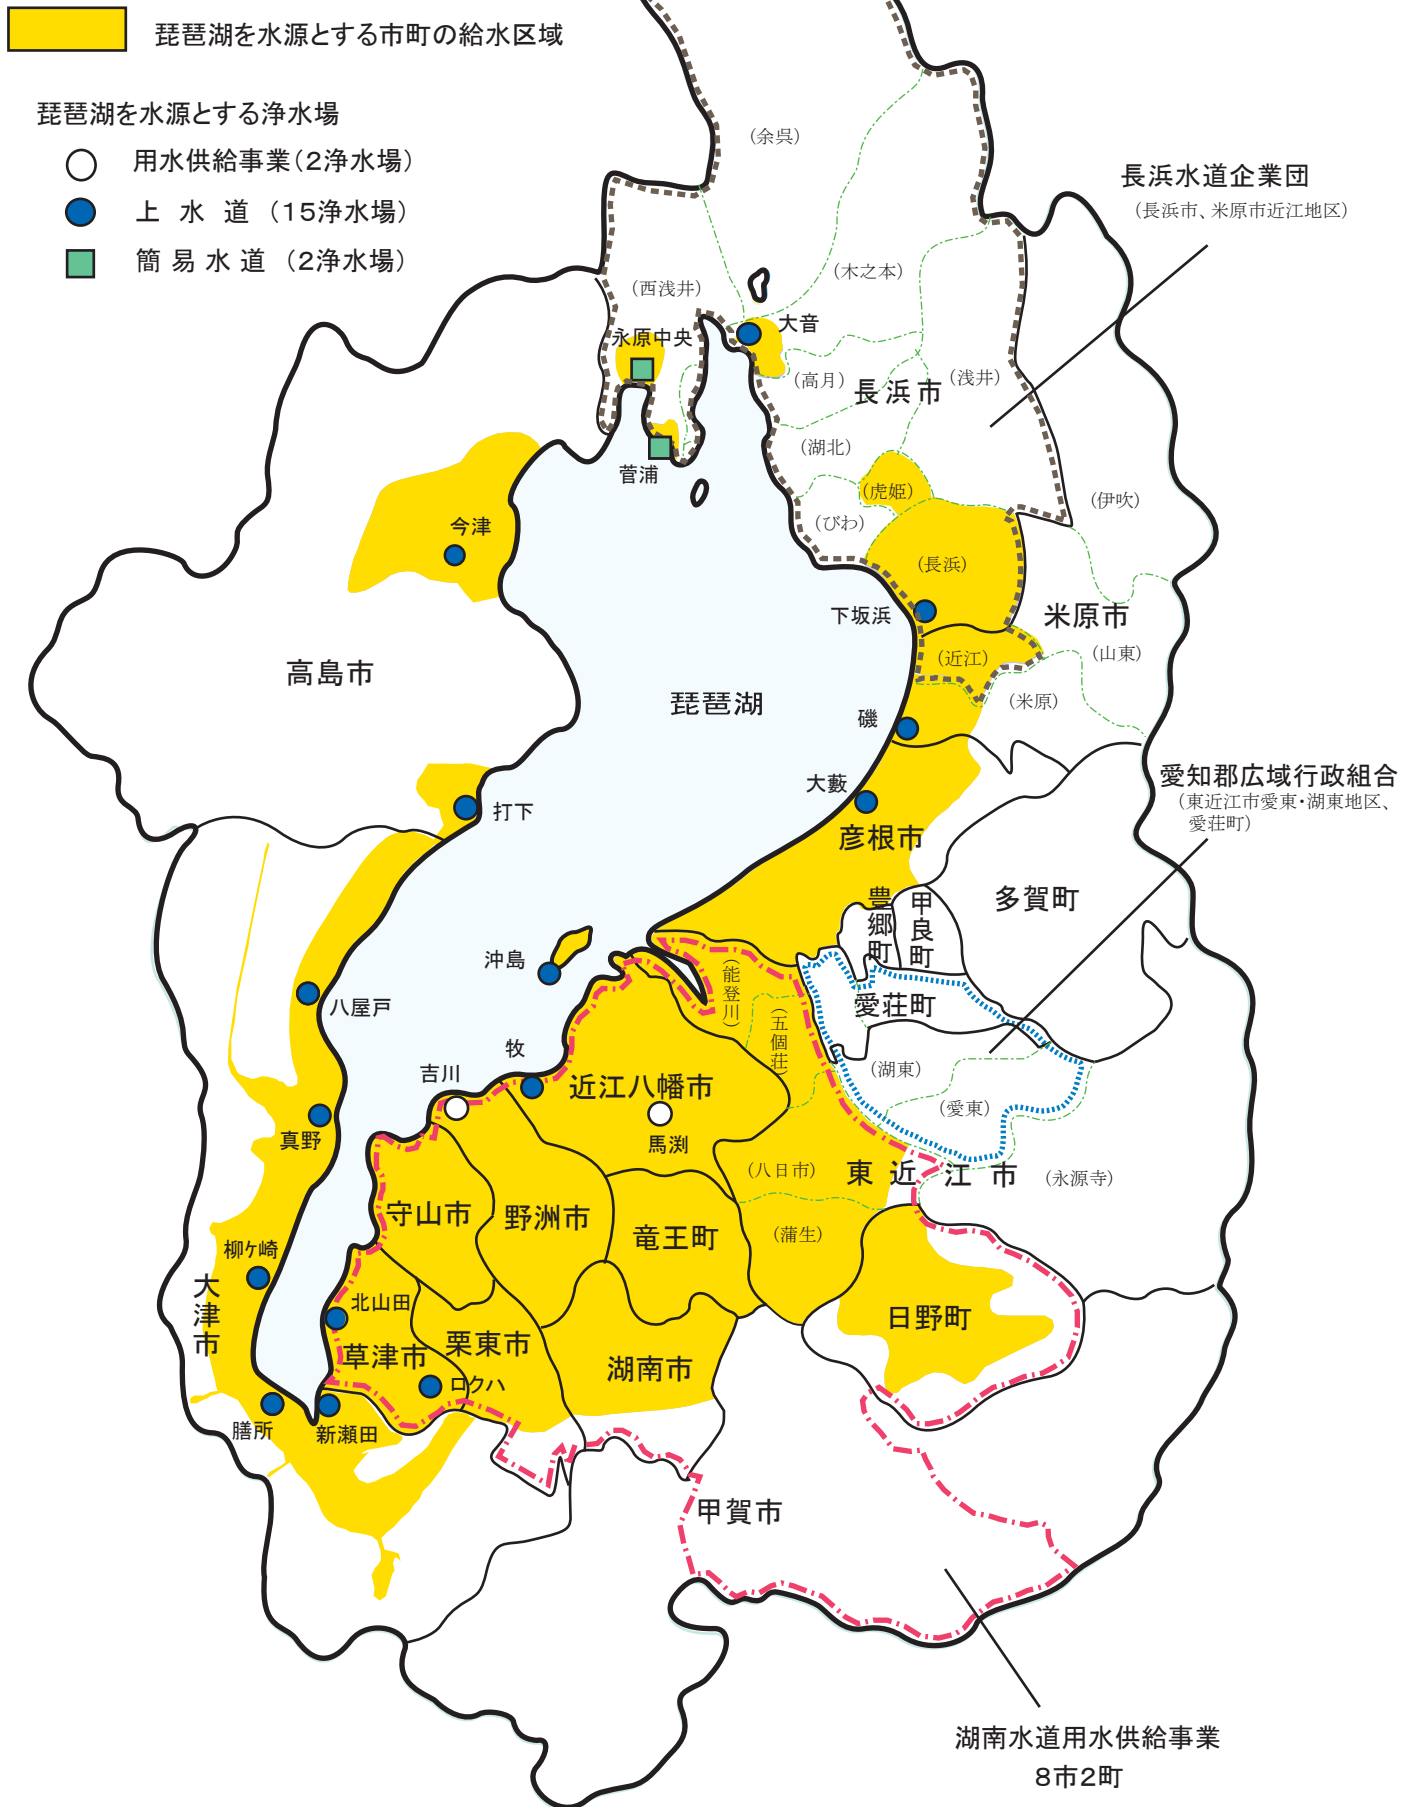 琵琶湖を水源とする市町の給水区域
琵琶湖を水源とする浄水場
用水供給事業（2浄水場）
上 水 道 （15浄水場）
簡 易 水 道 （2浄水場）
（余呉）
長浜水道企業団
（長浜市、米原市近江地区）
（木之本）
（西浅井）
大音
永原中央
（高月）
（浅井）
長浜市
（湖北）
菅浦
（虎姫）
（伊吹）
（びわ）
今津
（長浜）
下坂浜
米原市
（近江）
（山東）
高島市
琵琶湖
（米原）
磯
大藪
愛知郡広域行政組合
（東近江市愛東・湖東地区、
愛荘町）
打下
彦根市
豊郷町
甲良町
多賀町
沖島
（能登川）
八屋戸
愛荘町
（五個荘）
牧
吉川
近江八幡市
（湖東）
（愛東）
真野
馬渕
（八日市）
東近江市
（永源寺）
守山市
野洲市
竜王町
（蒲生）
柳ケ崎
大津市
北山田
日野町
草津市
栗東市
湖南市
ロクハ
膳所
新瀬田
甲賀市
湖南水道用水供給事業
8市2町